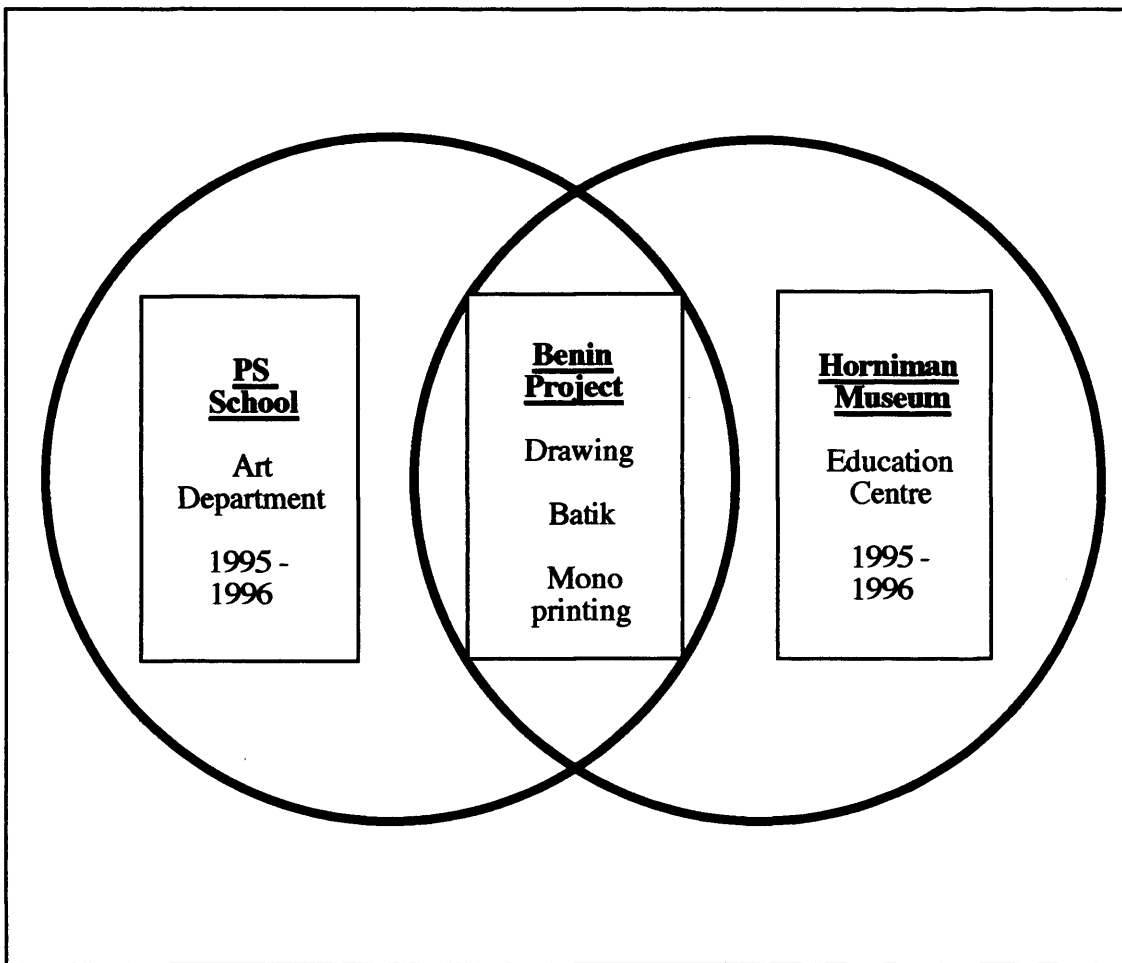 PS
School
Art
Department
1995 -
1996
Benin
Project
Drawing
Batik
Mono
printing
Horniman
Museum
Education
Centre
1995 -
1996